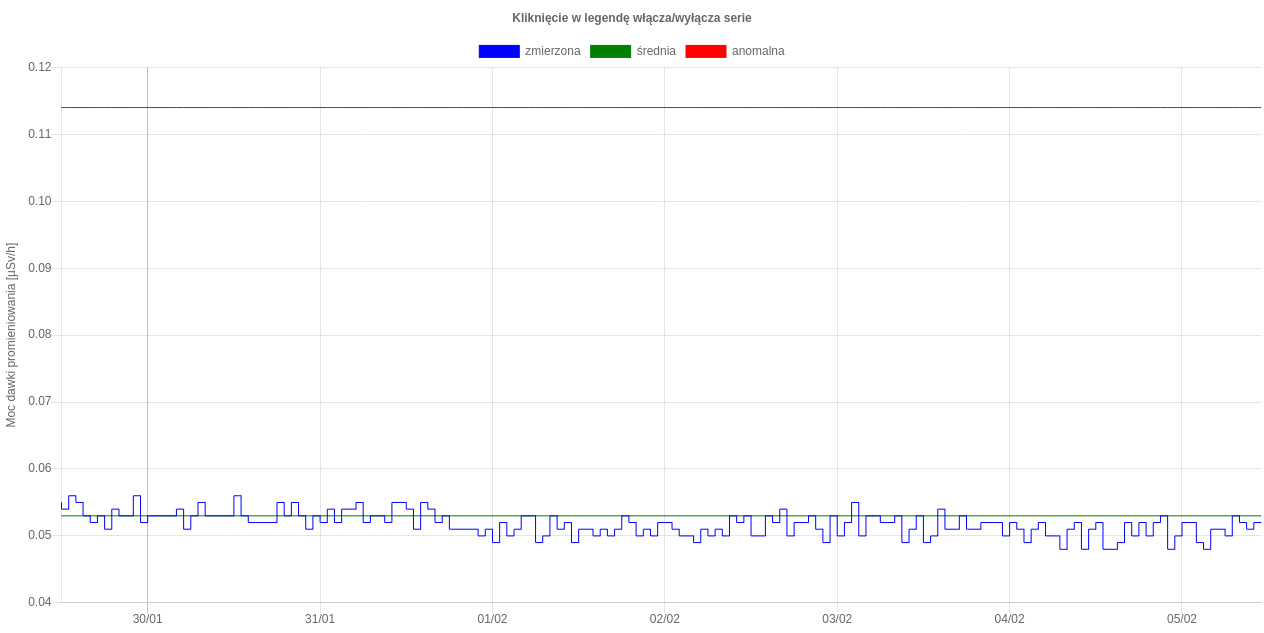 Kliknięcie w legendę włącza/wyłącza serie
zmierzona średnia anomalna
Moc dawki promieniowania [µSv/h]
0.12
0.11
0.10
0.09
0.08
0.07
0.06
0.05
0.04
30/01 31/01 01/02 02/02 03/02 04/02 05/02